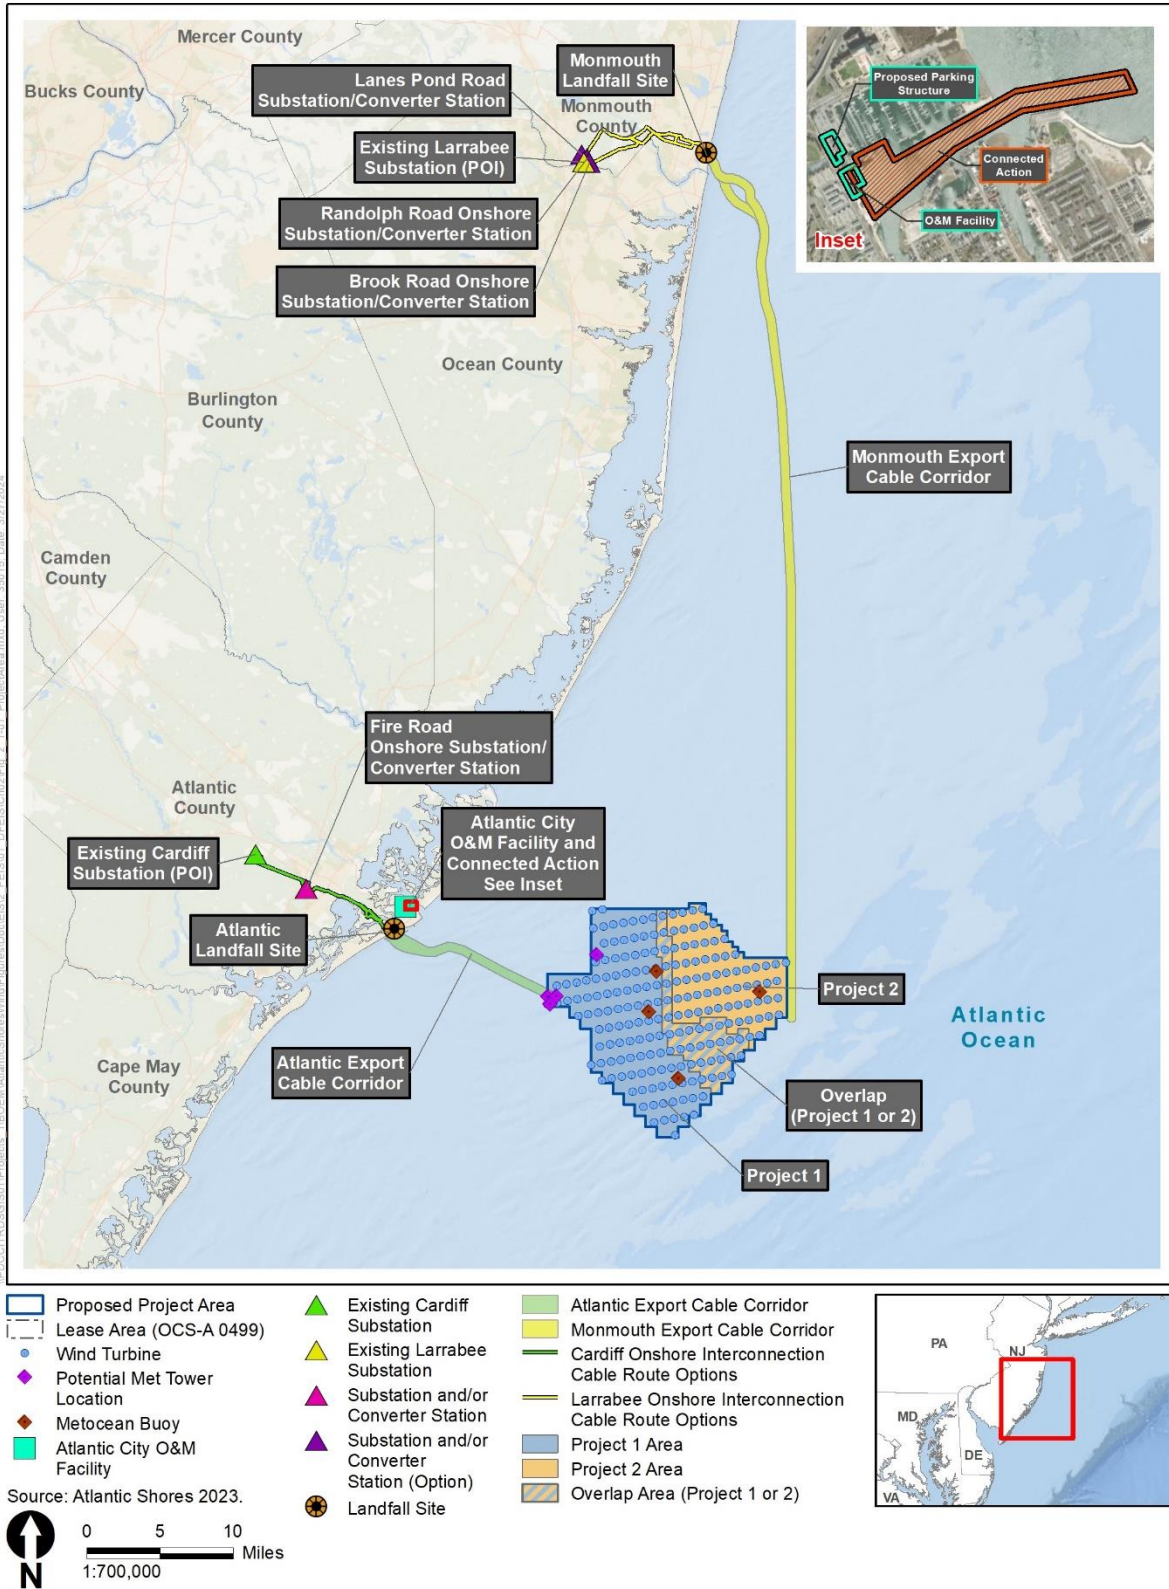 Mercer County
Bucks County
Lanes Pond Road
Substation/Converter Station
Monmouth
Landfall Site
Monmouth
County
Existing Larrabee
Substation (POI)
Randolph Road Onshore
Substation/Converter Station
Brook Road Onshore
Substation/Converter Station
Proposed Parking
Structure
Connected
Action
O&M Facility
Inset
Ocean County
Burlington
County
Monmouth Export
Cable Corridor
Camden
County
Fire Road
Onshore Substation/
Converter Station
Atlantic
County
Atlantic City
O&M Facility and
Connected Action
See Inset
Existing Cardiff
Substation (POI)
Atlantic
Landfall Site
Project 2
Atlantic
Ocean
Atlantic Export
Cable Corridor
Cape May
County
Overlap
(Project 1 or 2)
Project 1
Proposed Project Area
Lease Area (OCS-A 0499)
Wind Turbine
Potential Met Tower
Location
Metocean Buoy
Atlantic City O&M
Facility
Existing Cardiff
Substation
Existing Larrabee
Substation
Substation and/or
Converter Station
Substation and/or
Converter
Station (Option)
Landfall Site
Atlantic Export Cable Corridor
Monmouth Export Cable Corridor
Cardiff Onshore Interconnection
Cable Route Options
Larrabee Onshore Interconnection
Cable Route Options
Project 1 Area
Project 2 Area
Overlap Area (Project 1 or 2)
PA
NJ
MD
DE
VA
Source: Atlantic Shores 2023.
N
0 5 10
Miles
1:700,000